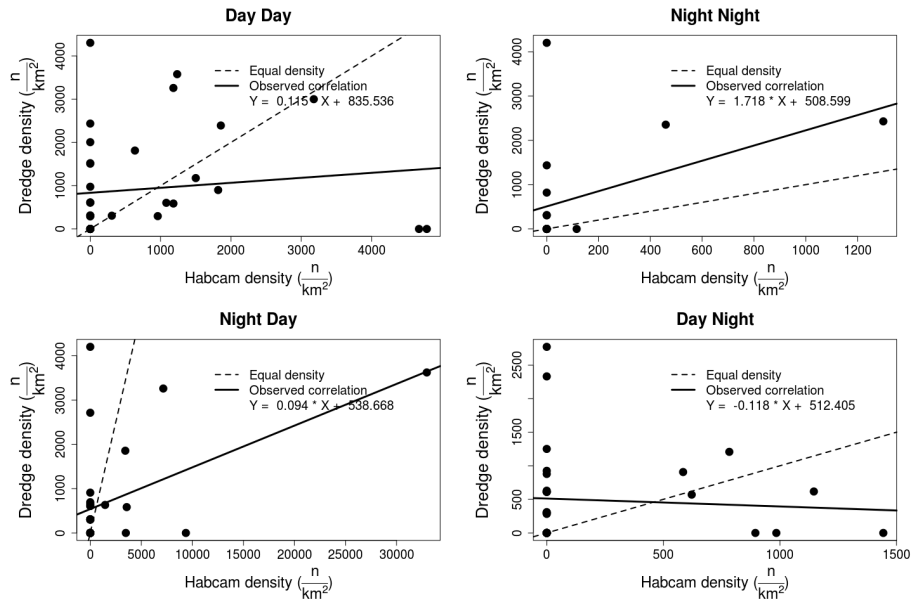 Day Day
Dredge density (n/km²)
4000
3000
2000
1000
0
Equal density
Observed correlation
Y = 0.115 * X + 835.536
0 1000 2000 3000 4000
Habcam density (n/km²)
Night Night
Dredge density (n/km²)
4000
3000
2000
1000
0
Equal density
Observed correlation
Y = 1.718 * X + 508.599
0 200 400 600 800 1000 1200
Habcam density (n/km²)
Night Day
Dredge density (n/km²)
4000
3000
2000
1000
0
Equal density
Observed correlation
Y = 0.094 * X + 538.668
0 5000 10000 15000 20000 25000 30000
Habcam density (n/km²)
Day Night
Dredge density (n/km²)
2500
1500
500
0
Equal density
Observed correlation
Y = -0.118 * X + 512.405
0 500 1000 1500
Habcam density (n/km²)